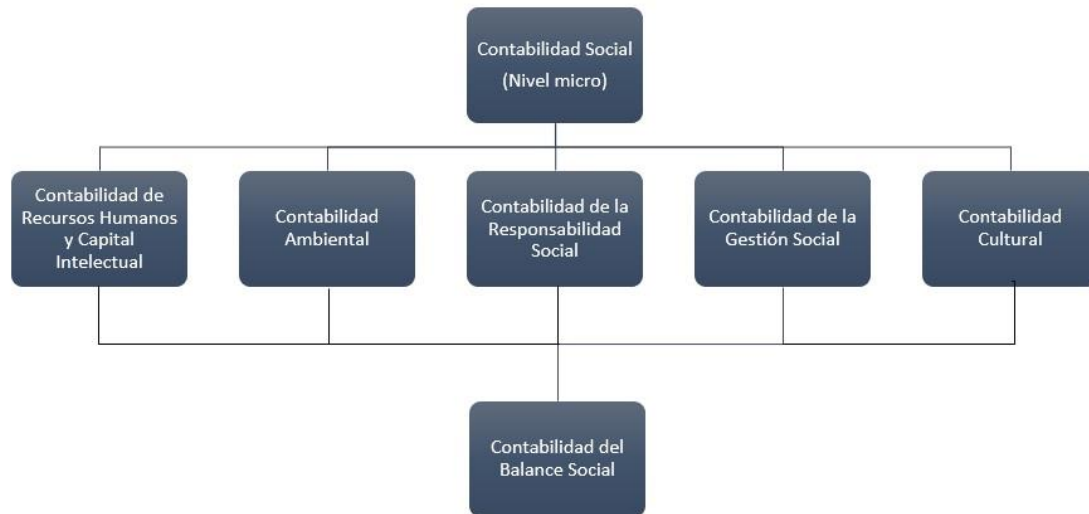 Contabilidad Social
(Nivel micro)
Contabilidad de
Recursos Humanos
y Capital
Intelectual
Contabilidad
Ambiental
Contabilidad de la
Responsabilidad
Social
Contabilidad de la
Gestión Social
Contabilidad
Cultural
Contabilidad del
Balance Social